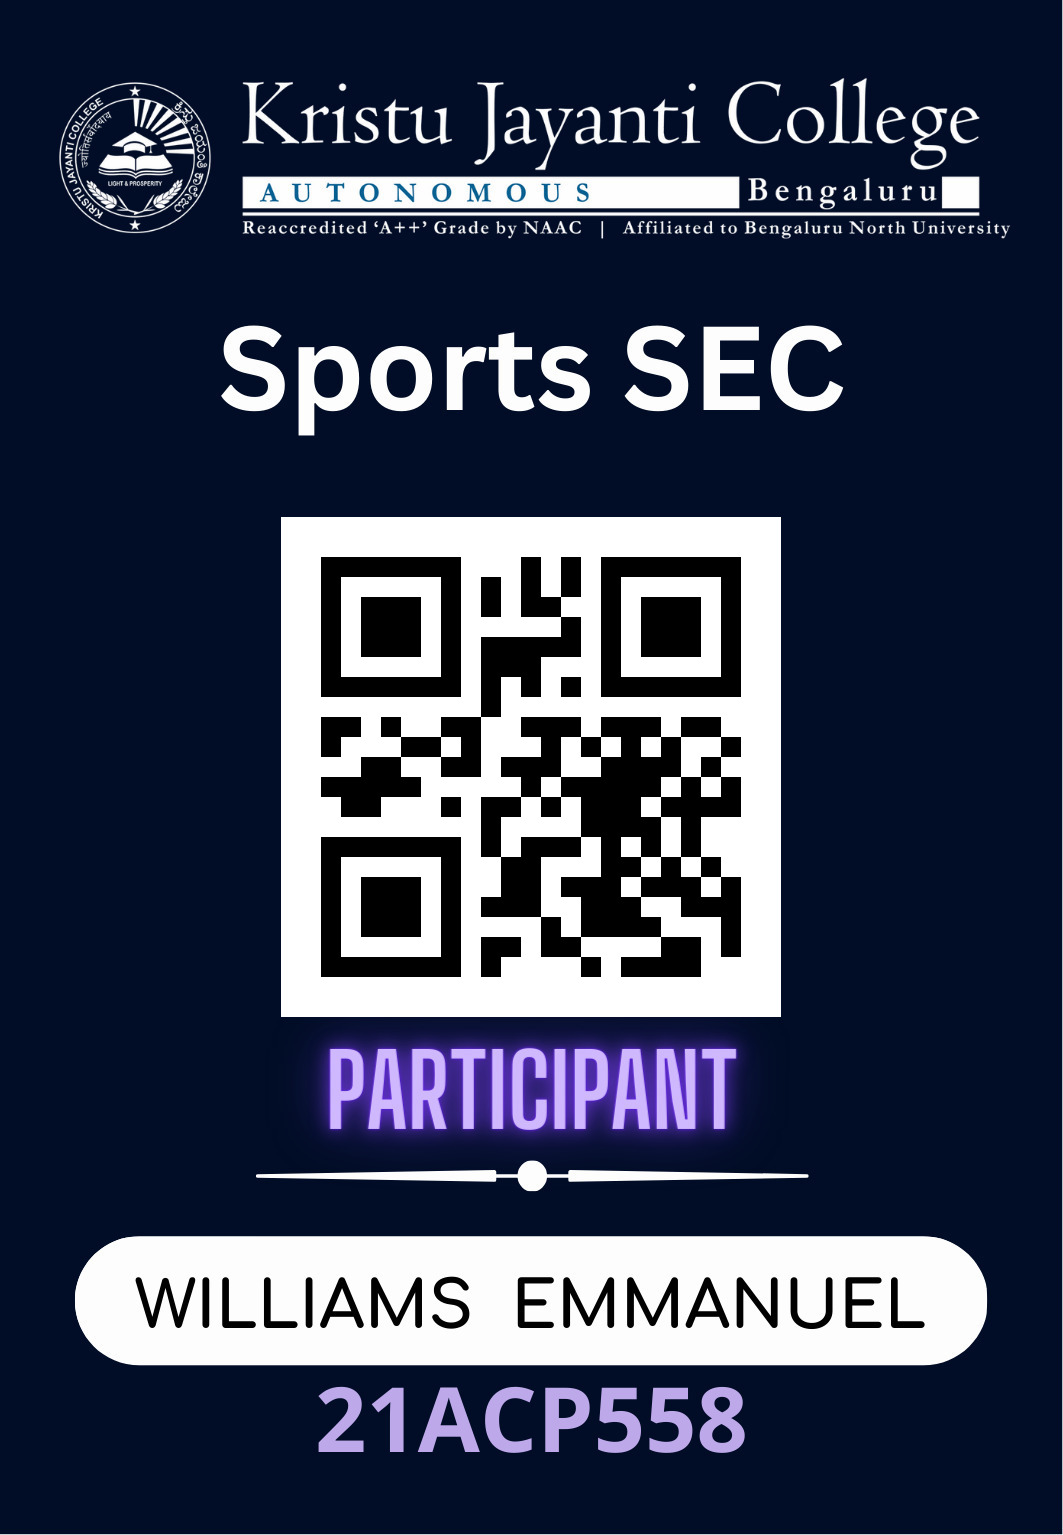 KRISTU JAYANTI COLLEGE
ಕ್ರಿಸ್ತು ಜಯಂತಿ ಕಾಲೇಜು
LIGHT & PROSPERITY
Kristu Jayanti College
AUTONOMOUS Bengaluru
Reaccredited ‘A++’ Grade by NAAC | Affiliated to Bengaluru North University
Sports SEC
PARTICIPANT
WILLIAMS EMMANUEL
21ACP558